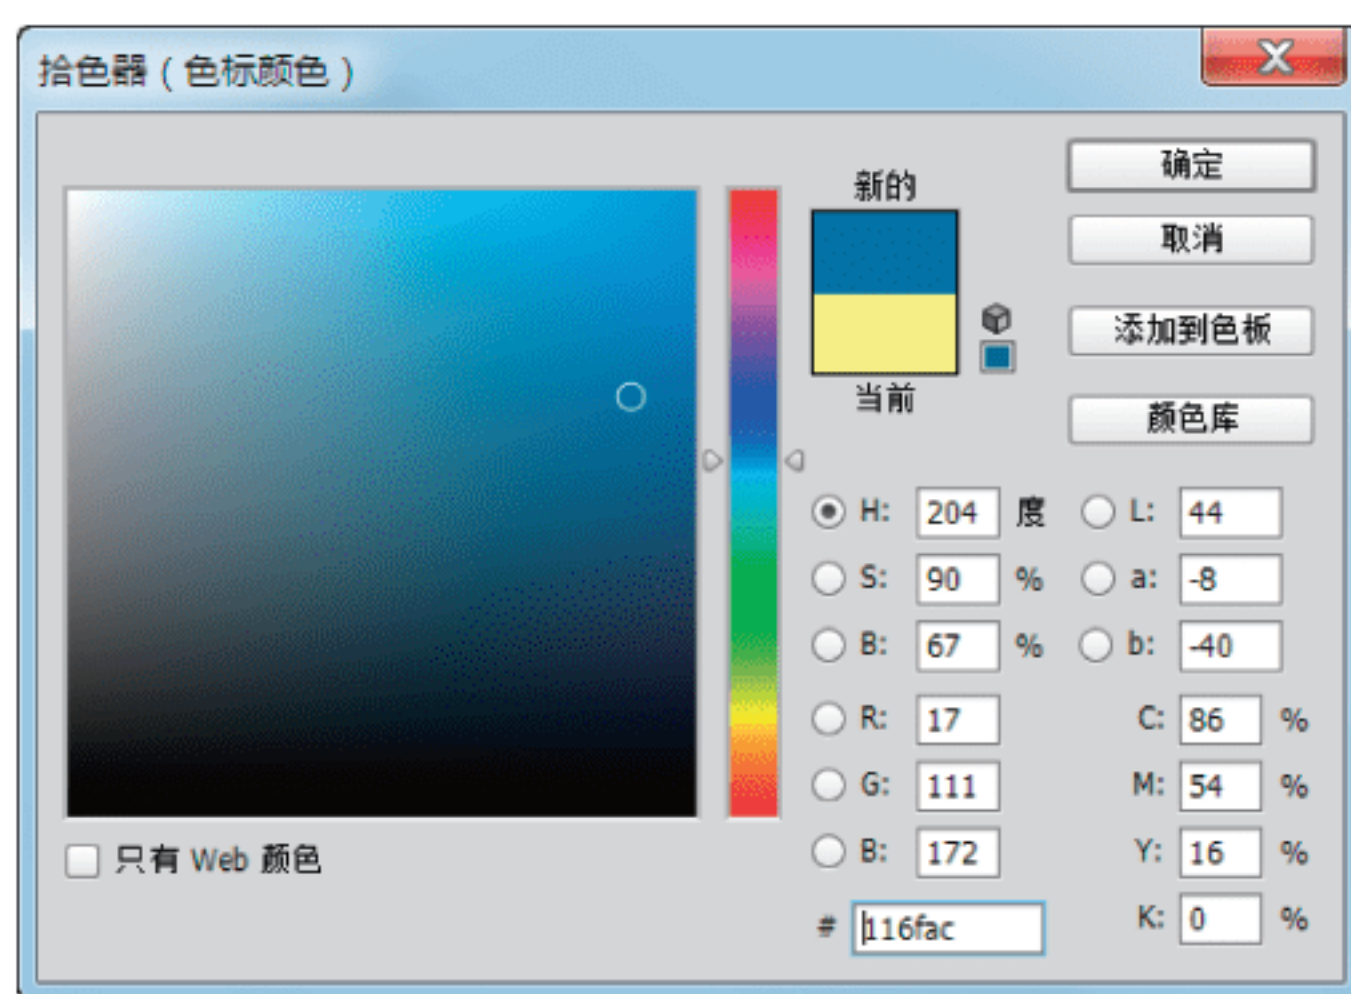 拾色器（色标颜色）
新的
当前
确定
取消
添加到色板
颜色库
H: 204 度
L: 44
S: 90 %
a: -8
B: 67 %
b: -40
R: 17
C: 86 %
G: 111
M: 54 %
B: 172
Y: 16 %
# 116fac
K: 0 %
只有 Web 颜色